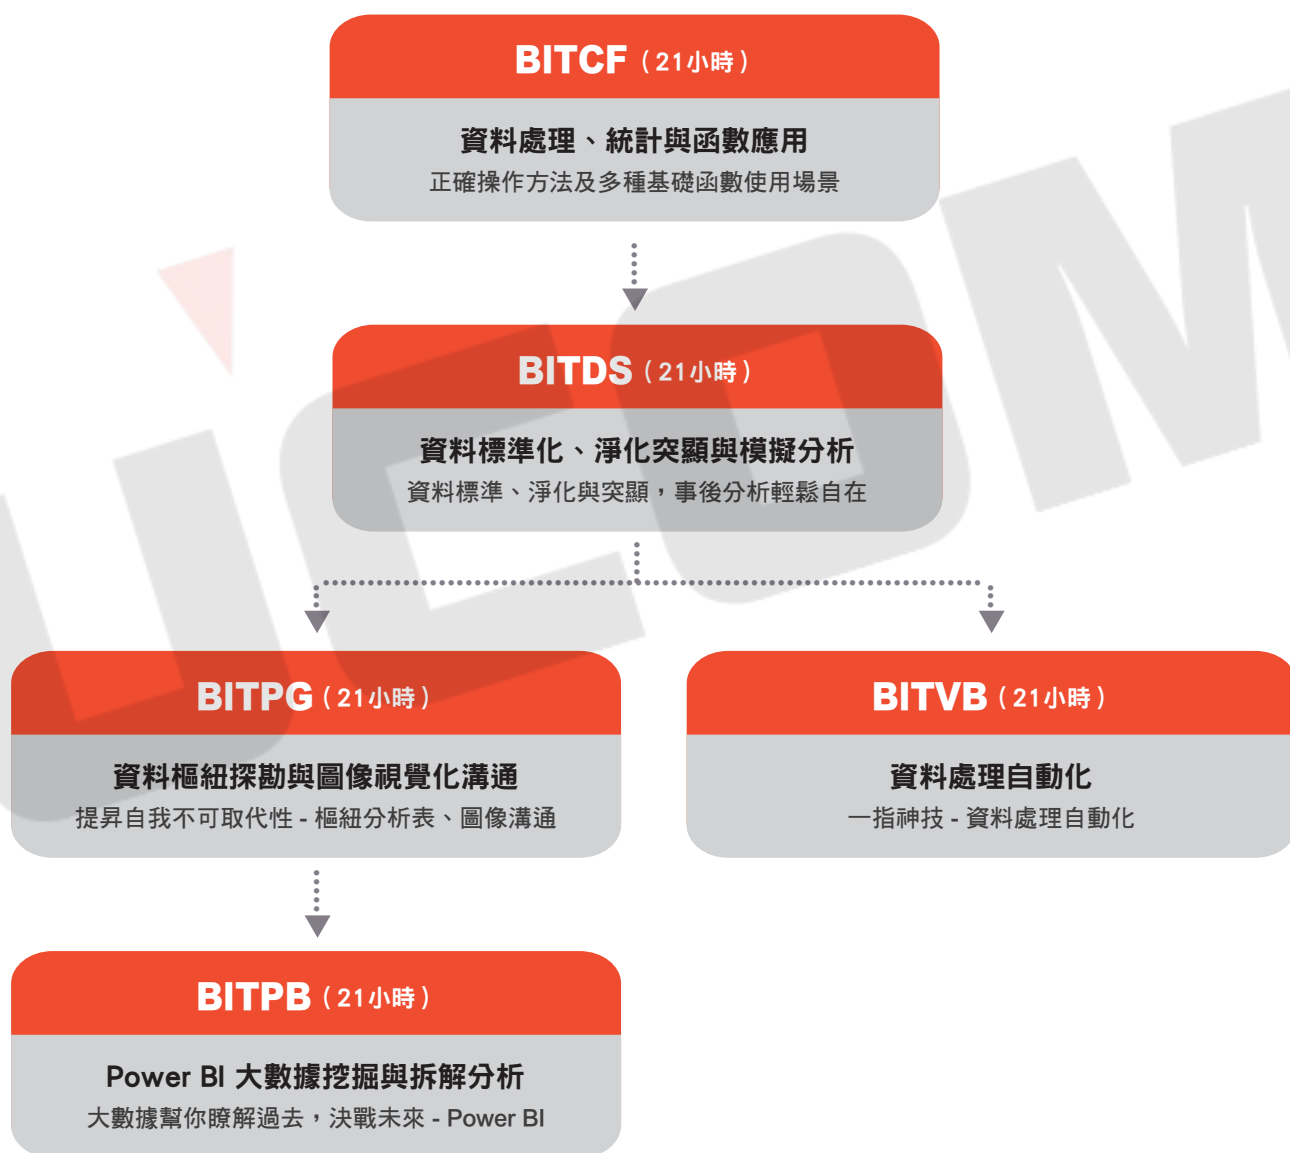 BITCF（21小時）
資料處理、統計與函數應用
正確操作方法及多種基礎函數使用場景
BITDS（21小時）
資料標準化、淨化突顯與模擬分析
資料標準、淨化與突顯，事後分析輕鬆自在
BITPG（21小時）
資料樞紐探勘與圖像視覺化溝通
提昇自我不可取代性 - 樞紐分析表、圖像溝通
BITVB（21小時）
資料處理自動化
一指神技 - 資料處理自動化
BITPB（21小時）
Power BI 大數據挖掘與拆解分析
大數據幫你瞭解過去，決戰未來 - Power BI
UCOM